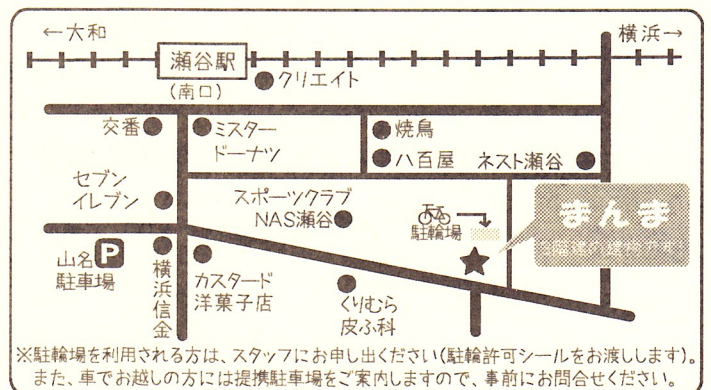 ←大和
横浜→
瀬谷駅
(南口)
クリエイト
交番
ミスター
ドーナツ
焼鳥
八百屋
ネスト瀬谷
セブン
イレブン
スポーツクラブ
NAS瀬谷
駐輪場
まんま
山名
駐車場
P
横浜信金
カスタード
洋菓子店
くりむら
皮ふ科
※駐輪場を利用される方は、スタッフにお申し出ください(駐輪許可シールをお渡しします)。
また、車でお越しの方には提携駐車場をご案内しますので、事前にお問合せください。